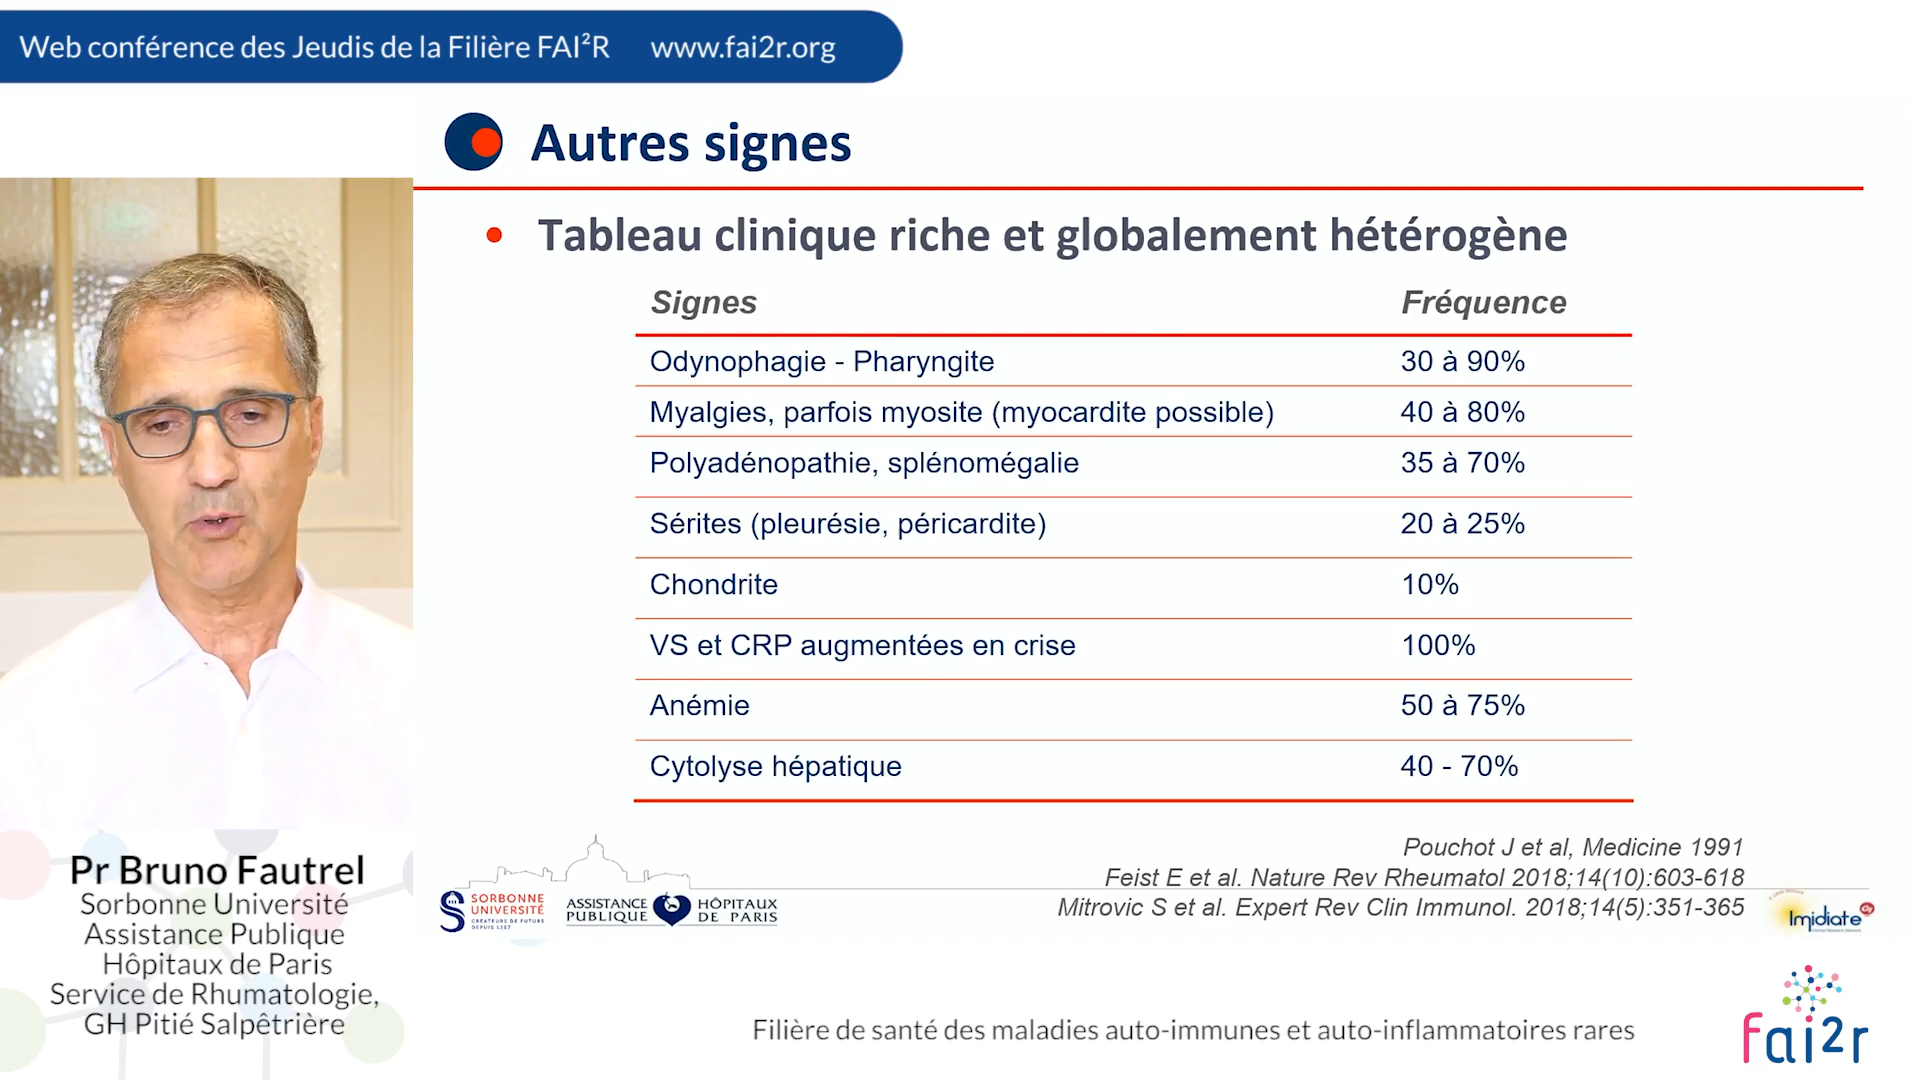 Web conférence des Jeudis de la Filière FAI²R www.fai2r.org
Autres signes
• Tableau clinique riche et globalement hétérogène
Signes Fréquence
Odynophagie - Pharyngite 30 à 90%
Myalgies, parfois myosite (myocardite possible) 40 à 80%
Polyadénopathie, splénomégalie 35 à 70%
Sérites (pleurésie, péricardite) 20 à 25%
Chondrite 10%
VS et CRP augmentées en crise 100%
Anémie 50 à 75%
Cytolyse hépatique 40 - 70%
Pouchot J et al, Medicine 1991
Feist E et al. Nature Rev Rheumatol 2018;14(10):603-618
Mitrovic S et al. Expert Rev Clin Immunol. 2018;14(5):351-365
Pr Bruno Fautrel
Sorbonne Université
Assistance Publique
Hôpitaux de Paris
Service de Rhumatologie,
GH Pitié Salpêtrière
SORBONNE
UNIVERSITÉ
CRÉATEURS DE FUTURS
DEPUIS 1257
ASSISTANCE HÔPITAUX
PUBLIQUE DE PARIS
Imidiate
Filière de santé des maladies auto-immunes et auto-inflammatoires rares
fai2r